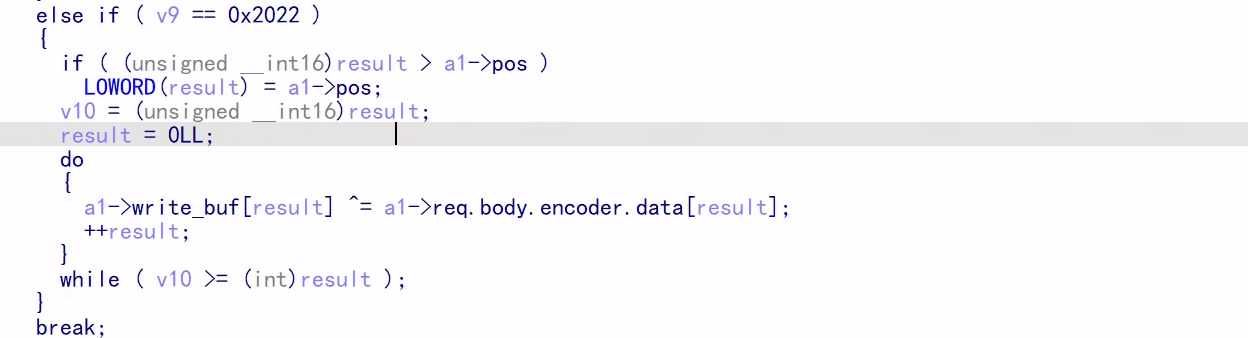 else if ( v9 == 0x2022 )
{
if ( (unsigned __int16)result > a1->pos )
LOWORD(result) = a1->pos;
v10 = (unsigned __int16)result;
result = 0LL;
do
{
a1->write_buf[result] ^= a1->req.body.encoder.data[result];
++result;
}
while ( v10 >= (int)result );
}
break;